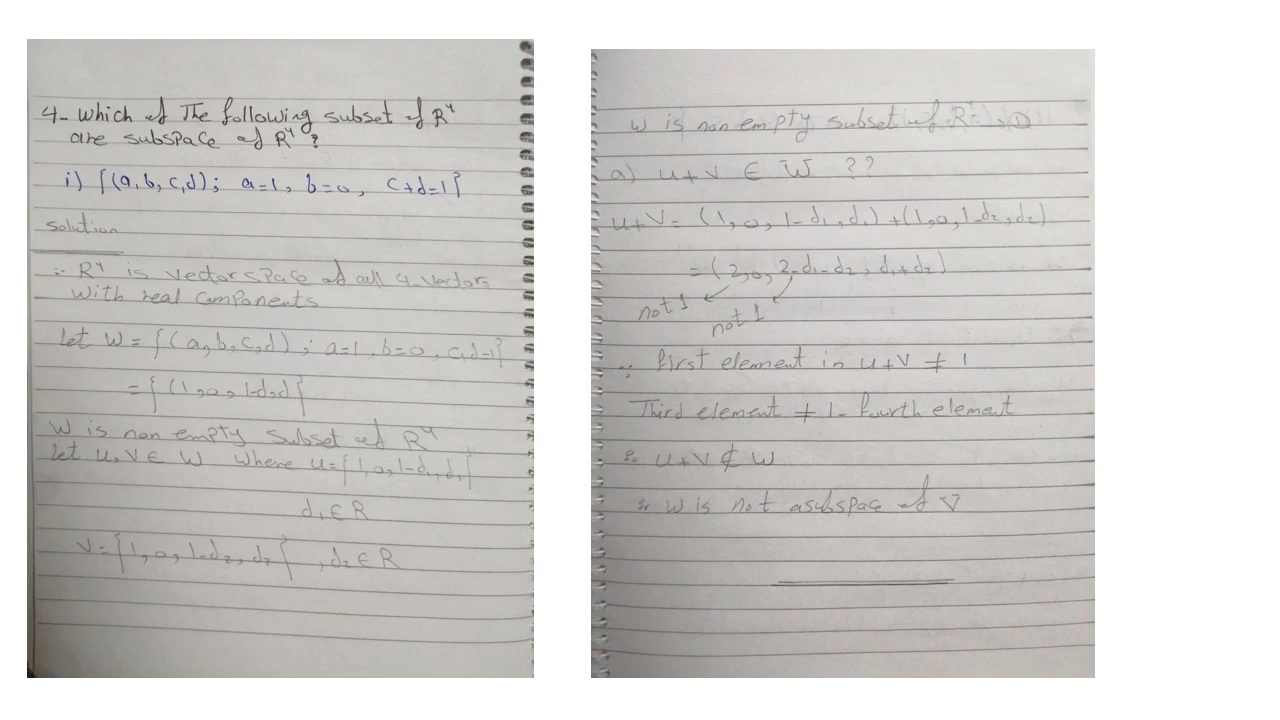 4- which of The following subset of R⁴
are subspace of R⁴ ?
i) {(a,b,c,d); a=1, b=0, c+d=1}
solution
∵ R⁴ is vector space of all 4-vectors
with real components
Let W = {(a,b,c,d) ; a=1, b=0, c+d=1}
= {(1,0,1-d,d}
W is non empty subset of R⁴
Let u,v ∈ W where u={1,0,1-d₁,d₁}
d₁ ∈ R
v={1,0,1-d₂,d₂} , d₂ ∈ R
W is non empty subset of R⁴, ①
a) u+v ∈ W ??
u+v= (1,0,1-d₁,d₁)+(1,0,1-d₂,d₂)
=(2,0,2-d₁-d₂,d₁+d₂)
not 1 not 1
∵ First element in u+v ≠ 1
Third element ≠ 1- fourth element
∴ u+v ∉ W
∴ W is not asubspace of V